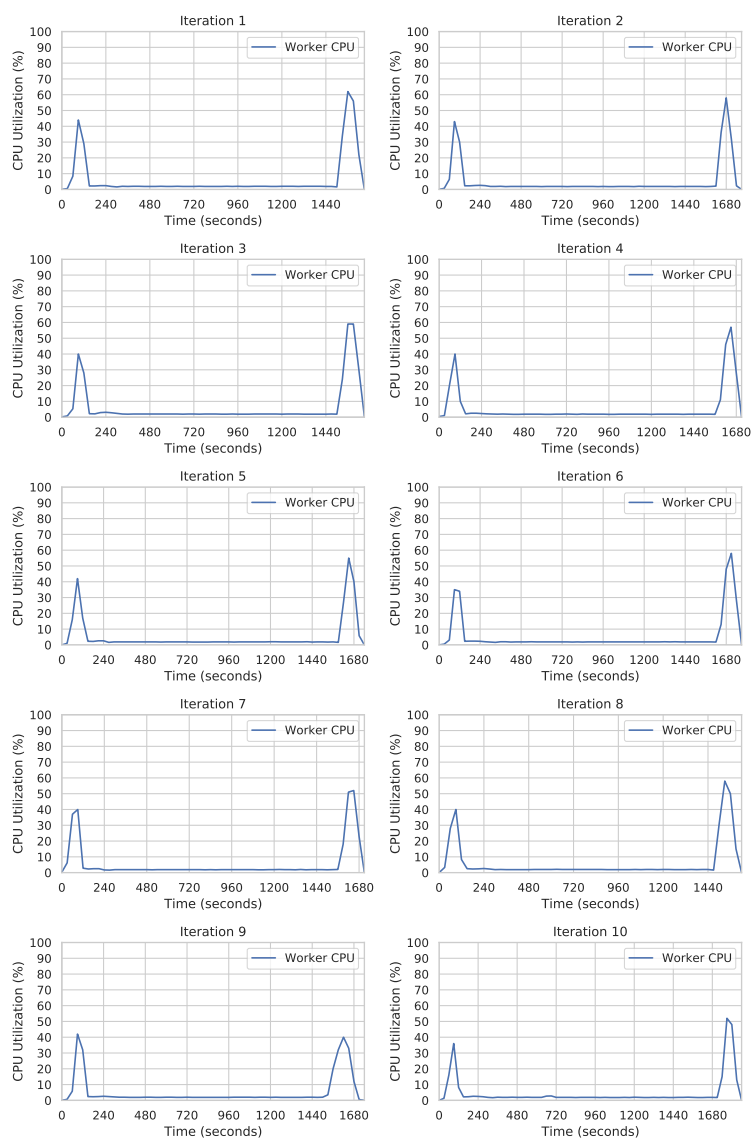 Iteration 1
100
90
80
70
60
50
40
30
20
10
0
CPU Utilization (%)
Worker CPU
0 240 480 720 960 1200 1440
Time (seconds)
Iteration 2
100
90
80
70
60
50
40
30
20
10
0
CPU Utilization (%)
Worker CPU
0 240 480 720 960 1200 1440 1680
Time (seconds)
Iteration 3
100
90
80
70
60
50
40
30
20
10
0
CPU Utilization (%)
Worker CPU
0 240 480 720 960 1200 1440
Time (seconds)
Iteration 4
100
90
80
70
60
50
40
30
20
10
0
CPU Utilization (%)
Worker CPU
0 240 480 720 960 1200 1440 1680
Time (seconds)
Iteration 5
100
90
80
70
60
50
40
30
20
10
0
CPU Utilization (%)
Worker CPU
0 240 480 720 960 1200 1440 1680
Time (seconds)
Iteration 6
100
90
80
70
60
50
40
30
20
10
0
CPU Utilization (%)
Worker CPU
0 240 480 720 960 1200 1440 1680
Time (seconds)
Iteration 7
100
90
80
70
60
50
40
30
20
10
0
CPU Utilization (%)
Worker CPU
0 240 480 720 960 1200 1440 1680
Time (seconds)
Iteration 8
100
90
80
70
60
50
40
30
20
10
0
CPU Utilization (%)
Worker CPU
0 240 480 720 960 1200 1440
Time (seconds)
Iteration 9
100
90
80
70
60
50
40
30
20
10
0
CPU Utilization (%)
Worker CPU
0 240 480 720 960 1200 1440 1680
Time (seconds)
Iteration 10
100
90
80
70
60
50
40
30
20
10
0
CPU Utilization (%)
Worker CPU
0 240 480 720 960 1200 1440 1680
Time (seconds)